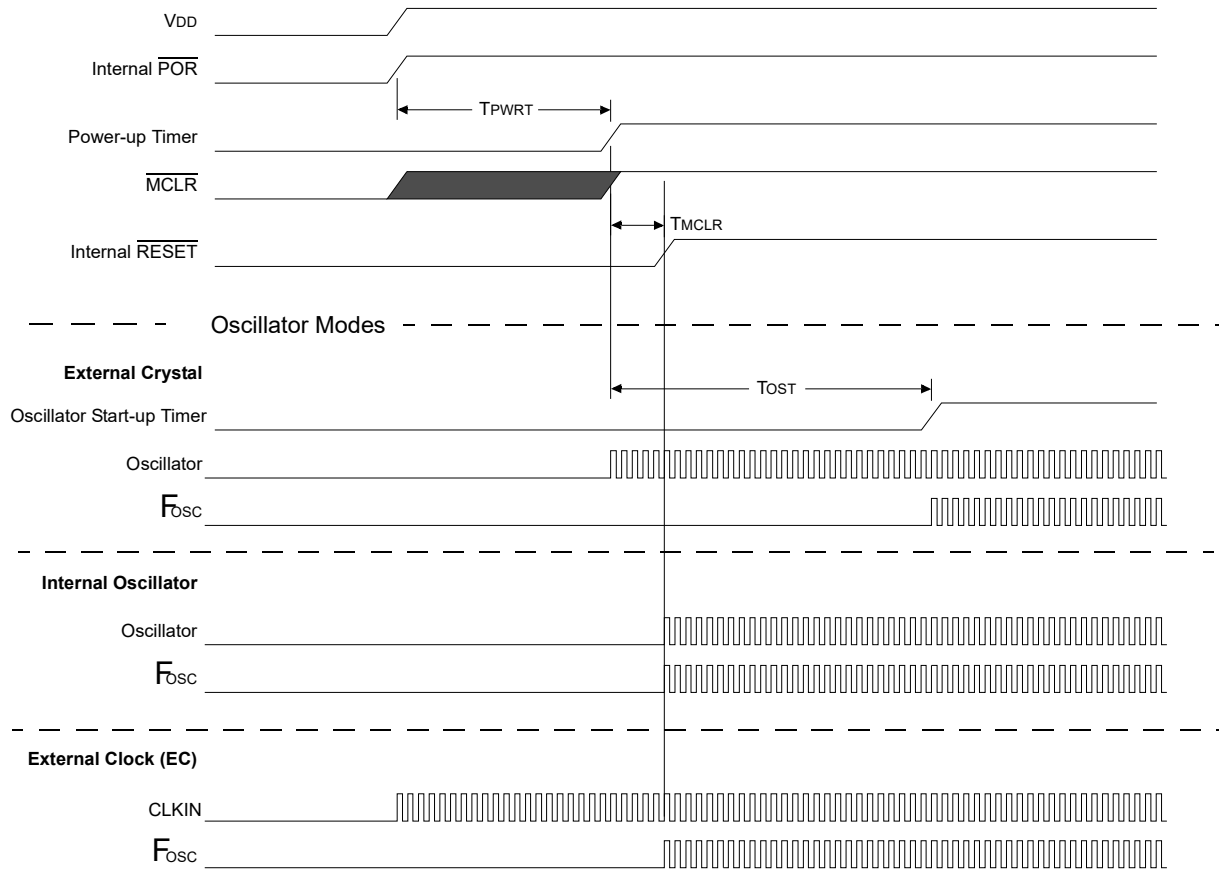 VDD
Internal POR
TPWRT
Power-up Timer
MCLR
TMCLR
Internal RESET
Oscillator Modes
External Crystal
TOST
Oscillator Start-up Timer
Oscillator
FOSC
Internal Oscillator
Oscillator
FOSC
External Clock (EC)
CLKIN
FOSC